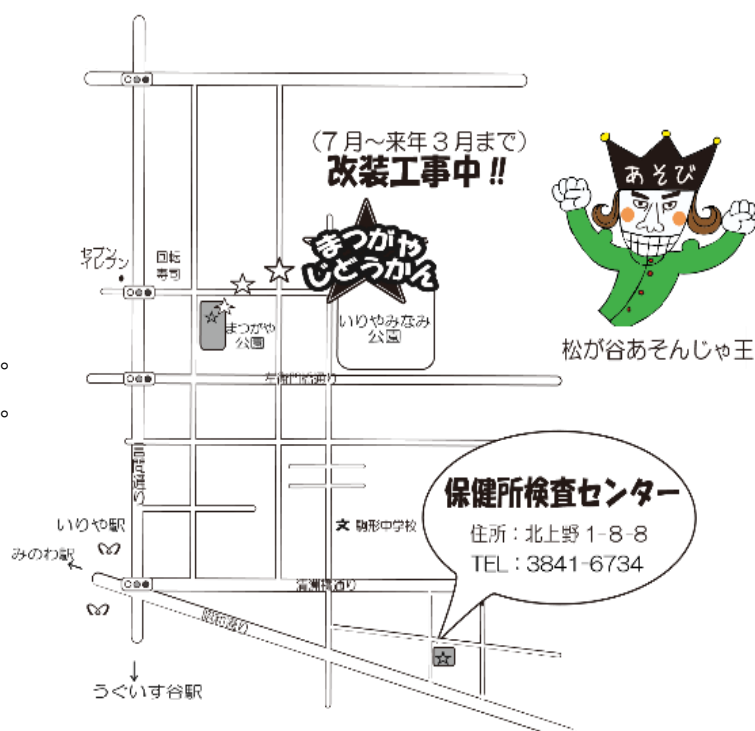 (7月~来年3月まで)
改装工事中!!
あそび
まつがや
じどうかん
セブン
イレブン
回転
寿司
まつがや
公園
いりやみなみ
公園
松が谷あそんじゃ王
。
。
保健所検査センター
住所:北上野1-8-8
TEL:3841-6734
いりや駅
文 駒形中学校
みのわ駅
清洲橋通り
昭和通り
うぐいす谷駅